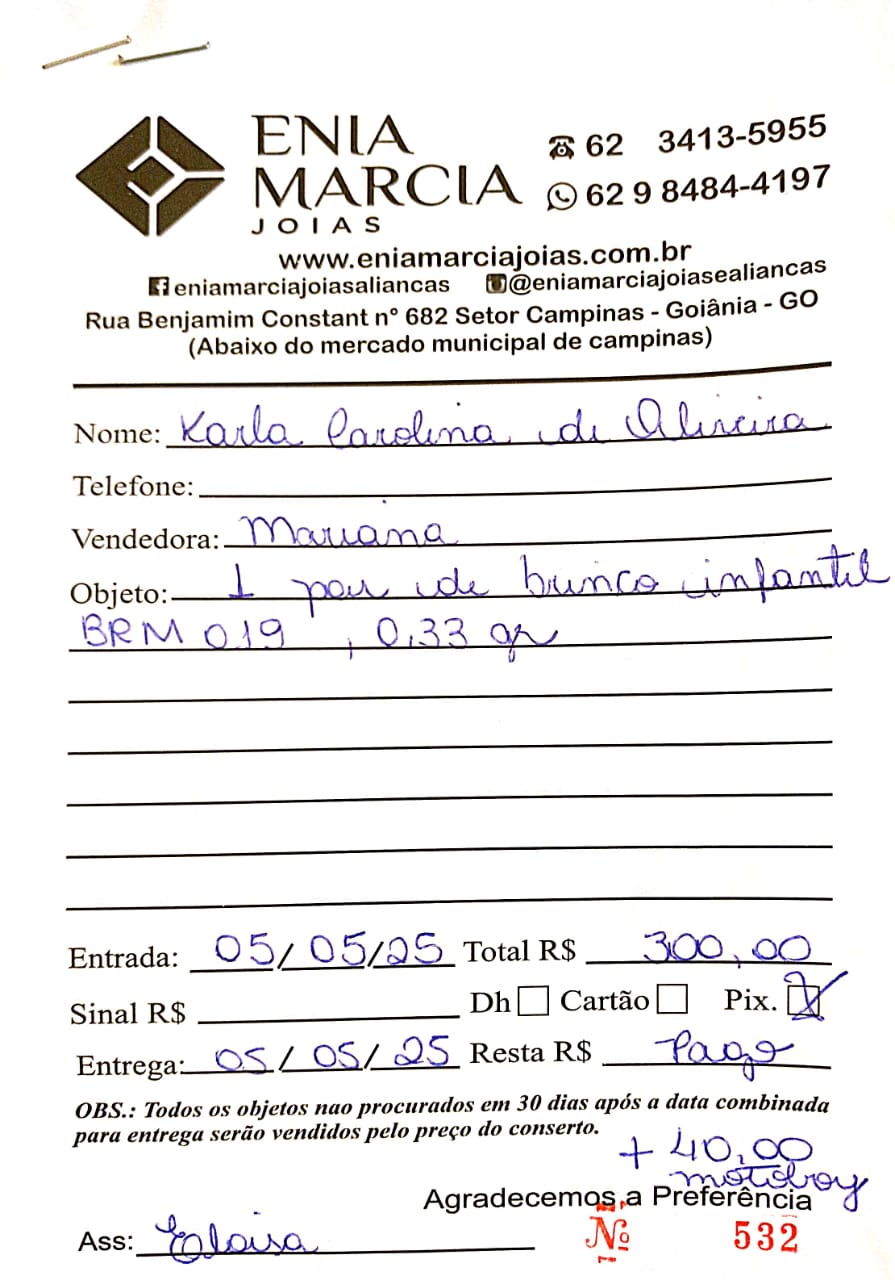 ENIA
MARCIA
JOIAS
62 3413-5955
62 9 8484-4197
www.eniamarciajoias.com.br
eniamarciajoiasaliancas @eniamarciajoiasealiancas
Rua Benjamim Constant nº 682 Setor Campinas - Goiânia - GO
(Abaixo do mercado municipal de campinas)
Nome: Karla Carolina de Oliveira
Telefone:
Vendedora: Mariana
Objeto: 1 par de brinco infantil
BRM 019 , 0,33 gr
Entrada: 05/05/25 Total R$ 300,00
Sinal R$ Dh Cartão Pix. X
Entrega: 05/05/25 Resta R$ Pago
OBS.: Todos os objetos nao procurados em 30 dias após a data combinada
para entrega serão vendidos pelo preço do conserto.
+ 40,00
motoboy
Agradecemos a Preferência
Ass: Eloisa Nº 532